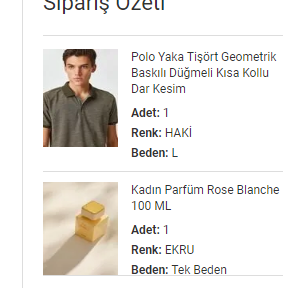 Sipariş Özeti
Polo Yaka Tişört Geometrik
Baskılı Düğmeli Kısa Kollu
Dar Kesim
Adet: 1
Renk: HAKİ
Beden: L
Kadın Parfüm Rose Blanche
100 ML
Adet: 1
Renk: EKRU
Beden: Tek Beden